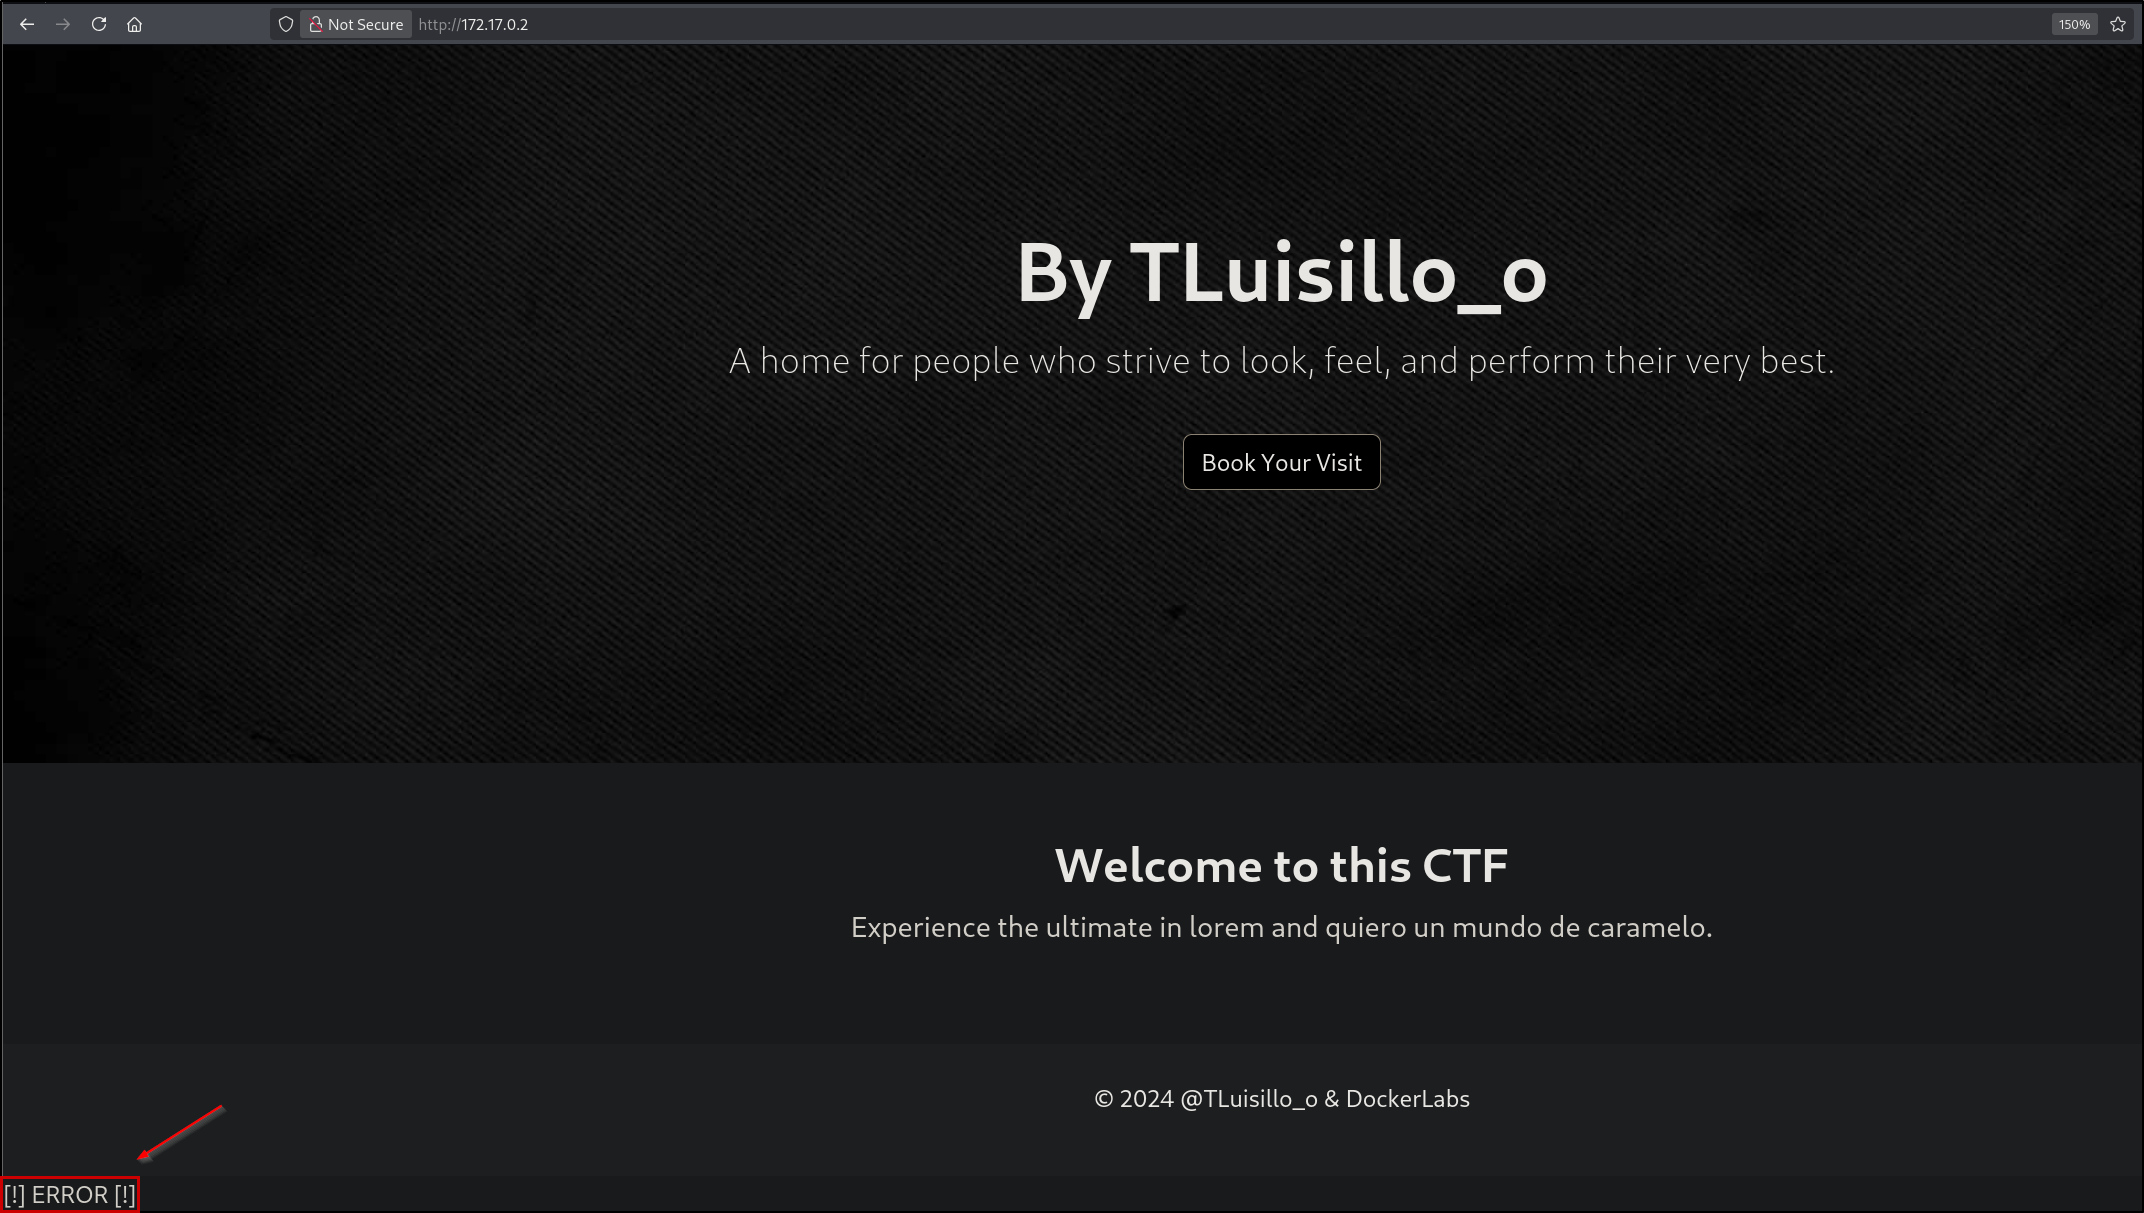 Not Secure http://172.17.0.2 150%
By TLuisillo_o
A home for people who strive to look, feel, and perform their very best.
Book Your Visit
Welcome to this CTF
Experience the ultimate in lorem and quiero un mundo de caramelo.
© 2024 @TLuisillo_o & DockerLabs
[!] ERROR [!]